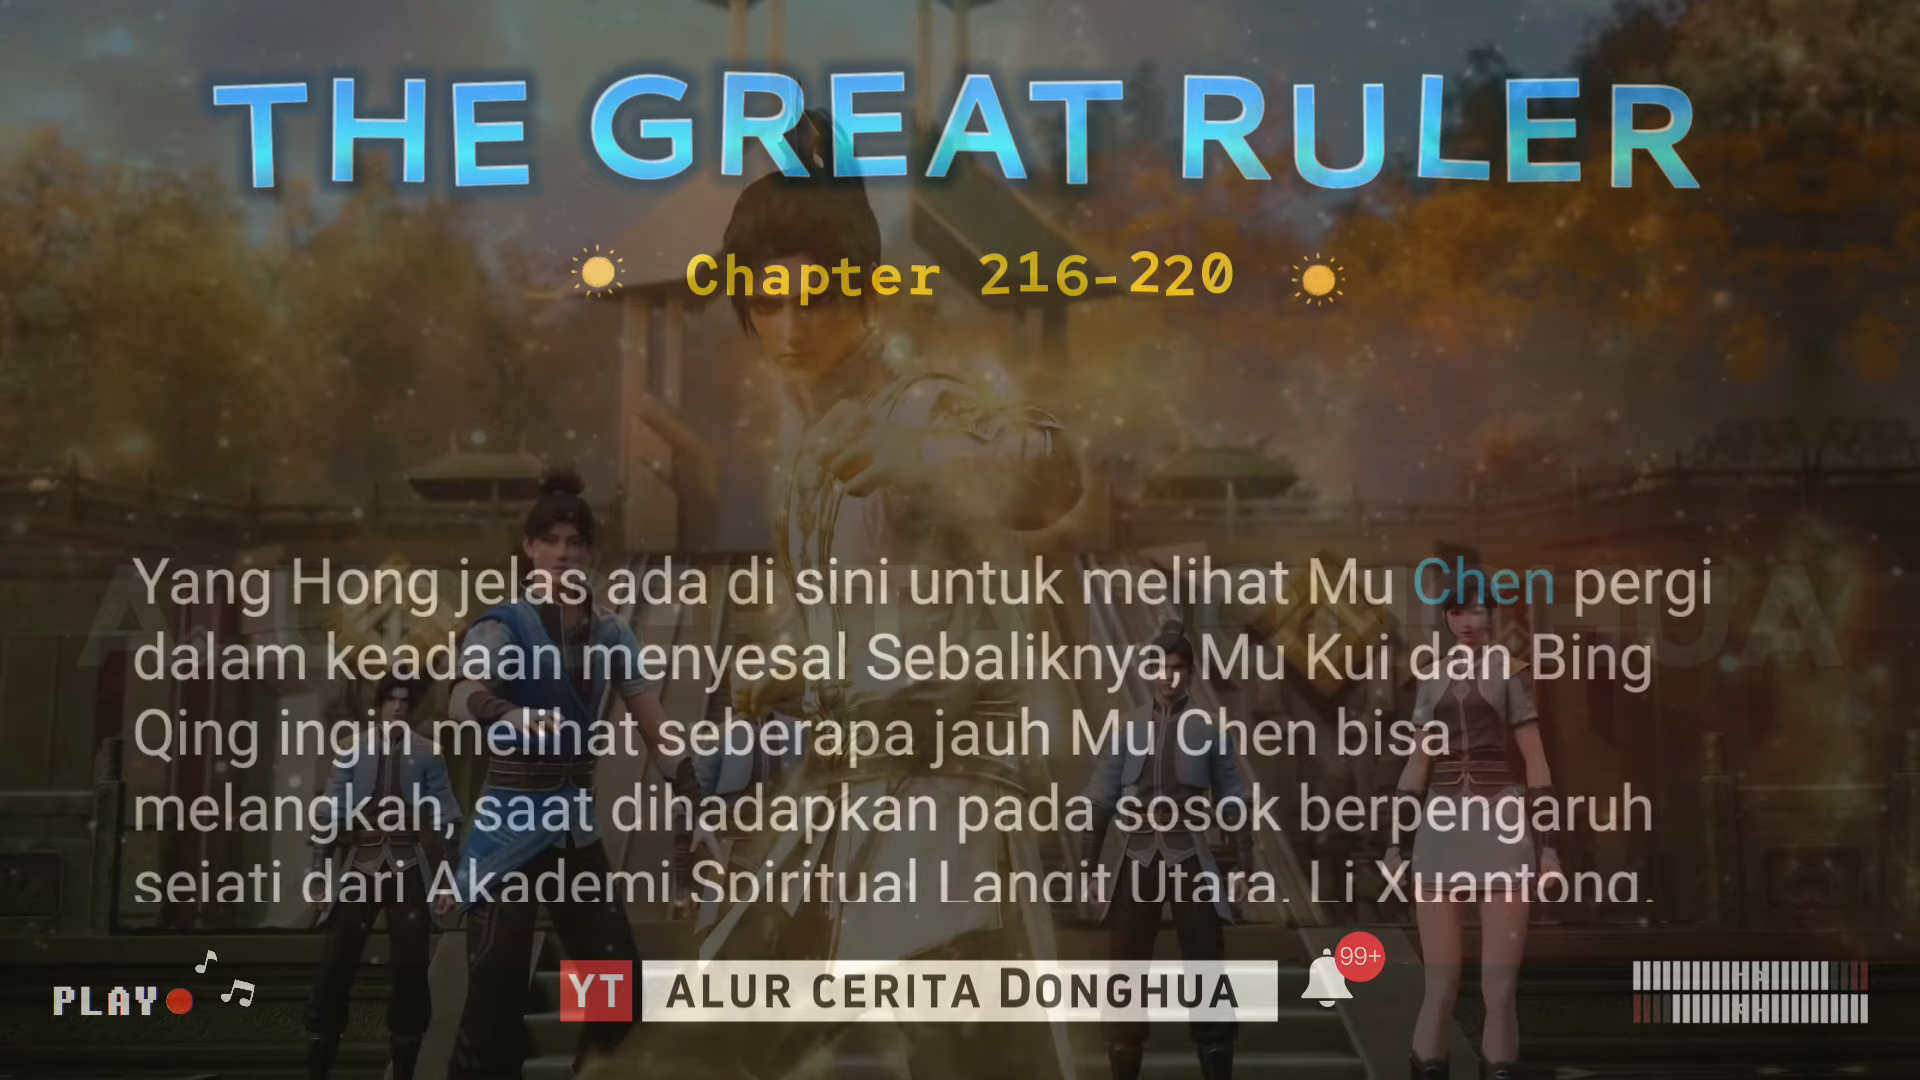 THE GREAT RULER
Chapter 216-220
Yang Hong jelas ada di sini untuk melihat Mu Chen pergi
dalam keadaan menyesal Sebaliknya, Mu Kui dan Bing
Qing ingin melihat seberapa jauh Mu Chen bisa
melangkah, saat dihadapkan pada sosok berpengaruh
sejati dari Akademi Spiritual Langit Utara, Li Xuantong.
PLAY
YT ALUR CERITA DONGHUA
99+